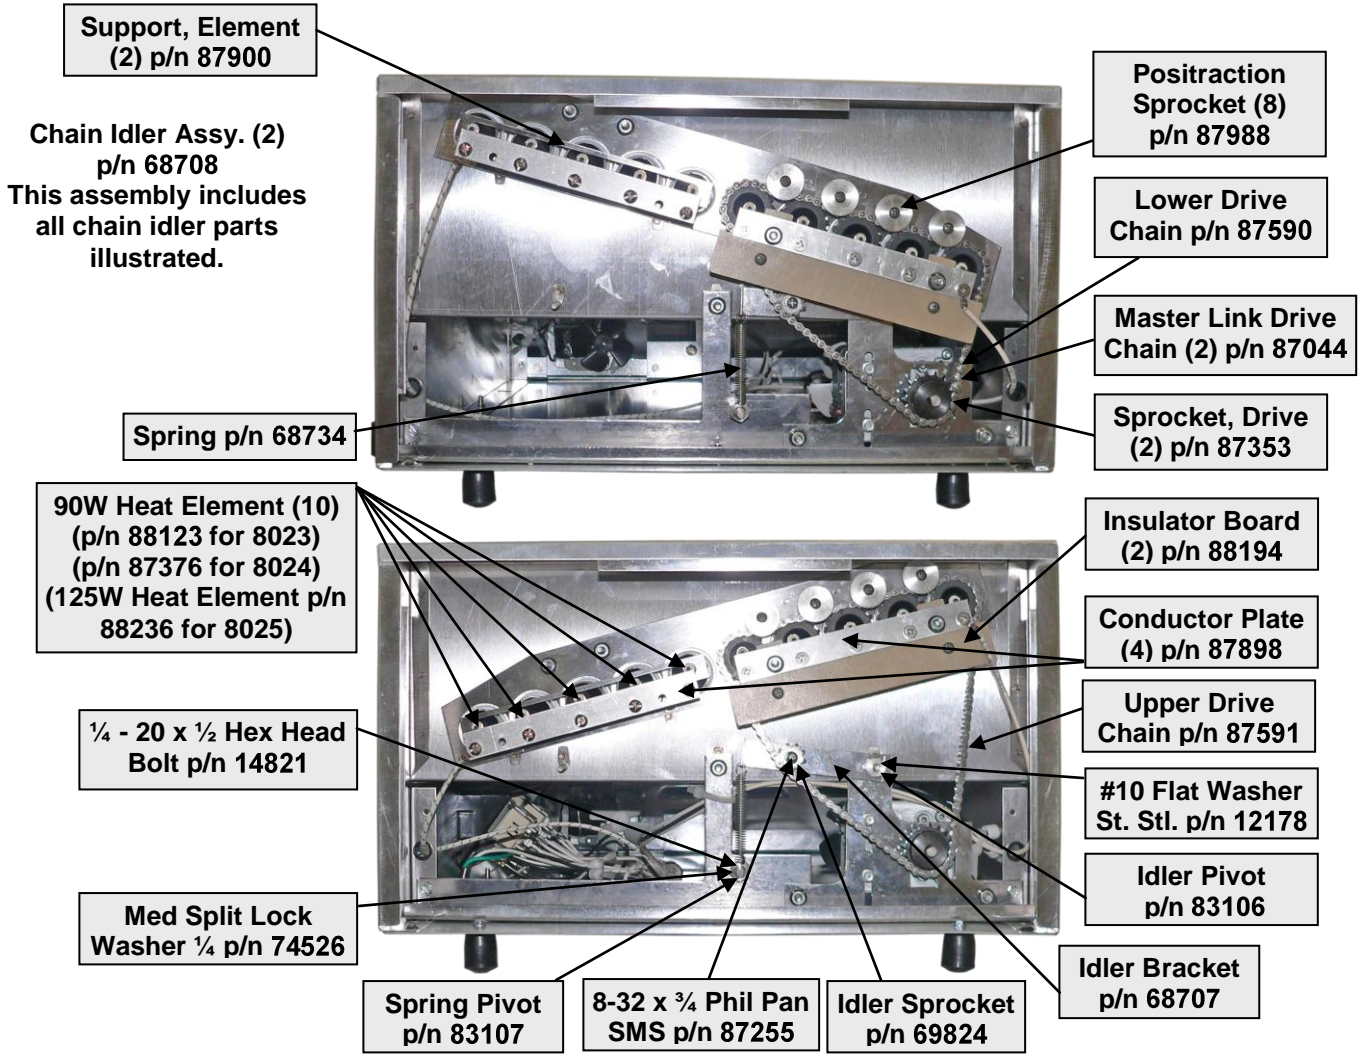 Support, Element
(2) p/n 87900
Chain Idler Assy. (2)
p/n 68708
This assembly includes
all chain idler parts
illustrated.
Positraction
Sprocket (8)
p/n 87988
Lower Drive
Chain p/n 87590
Master Link Drive
Chain (2) p/n 87044
Sprocket, Drive
(2) p/n 87353
Spring p/n 68734
90W Heat Element (10)
(p/n 88123 for 8023)
(p/n 87376 for 8024)
(125W Heat Element p/n
88236 for 8025)
Insulator Board
(2) p/n 88194
Conductor Plate
(4) p/n 87898
Upper Drive
Chain p/n 87591
¼ - 20 x ½ Hex Head
Bolt p/n 14821
#10 Flat Washer
St. Stl. p/n 12178
Idler Pivot
p/n 83106
Med Split Lock
Washer ¼ p/n 74526
Idler Bracket
p/n 68707
Spring Pivot
p/n 83107
8-32 x ¾ Phil Pan
SMS p/n 87255
Idler Sprocket
p/n 69824